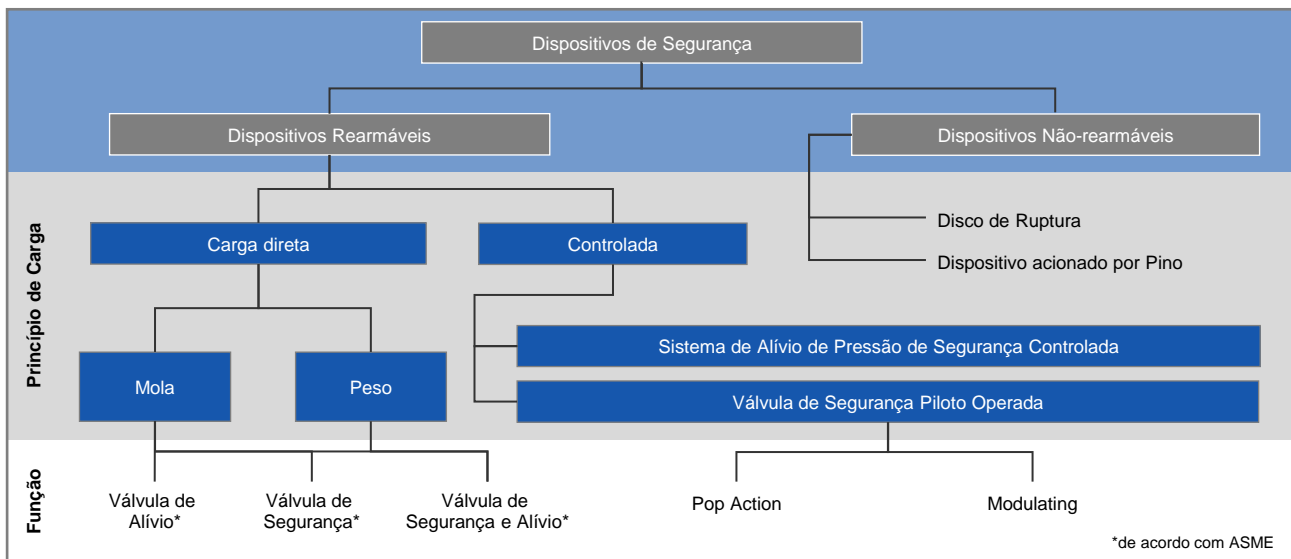 Dispositivos de Segurança
Dispositivos Rearmáveis
Dispositivos Não-rearmáveis
Princípio de Carga
Carga direta
Controlada
Disco de Ruptura
Dispositivo acionado por Pino
Mola
Peso
Sistema de Alívio de Pressão de Segurança Controlada
Válvula de Segurança Piloto Operada
Função
Válvula de
Alívio*
Válvula de
Segurança*
Válvula de
Segurança e Alívio*
Pop Action
Modulating
*de acordo com ASME